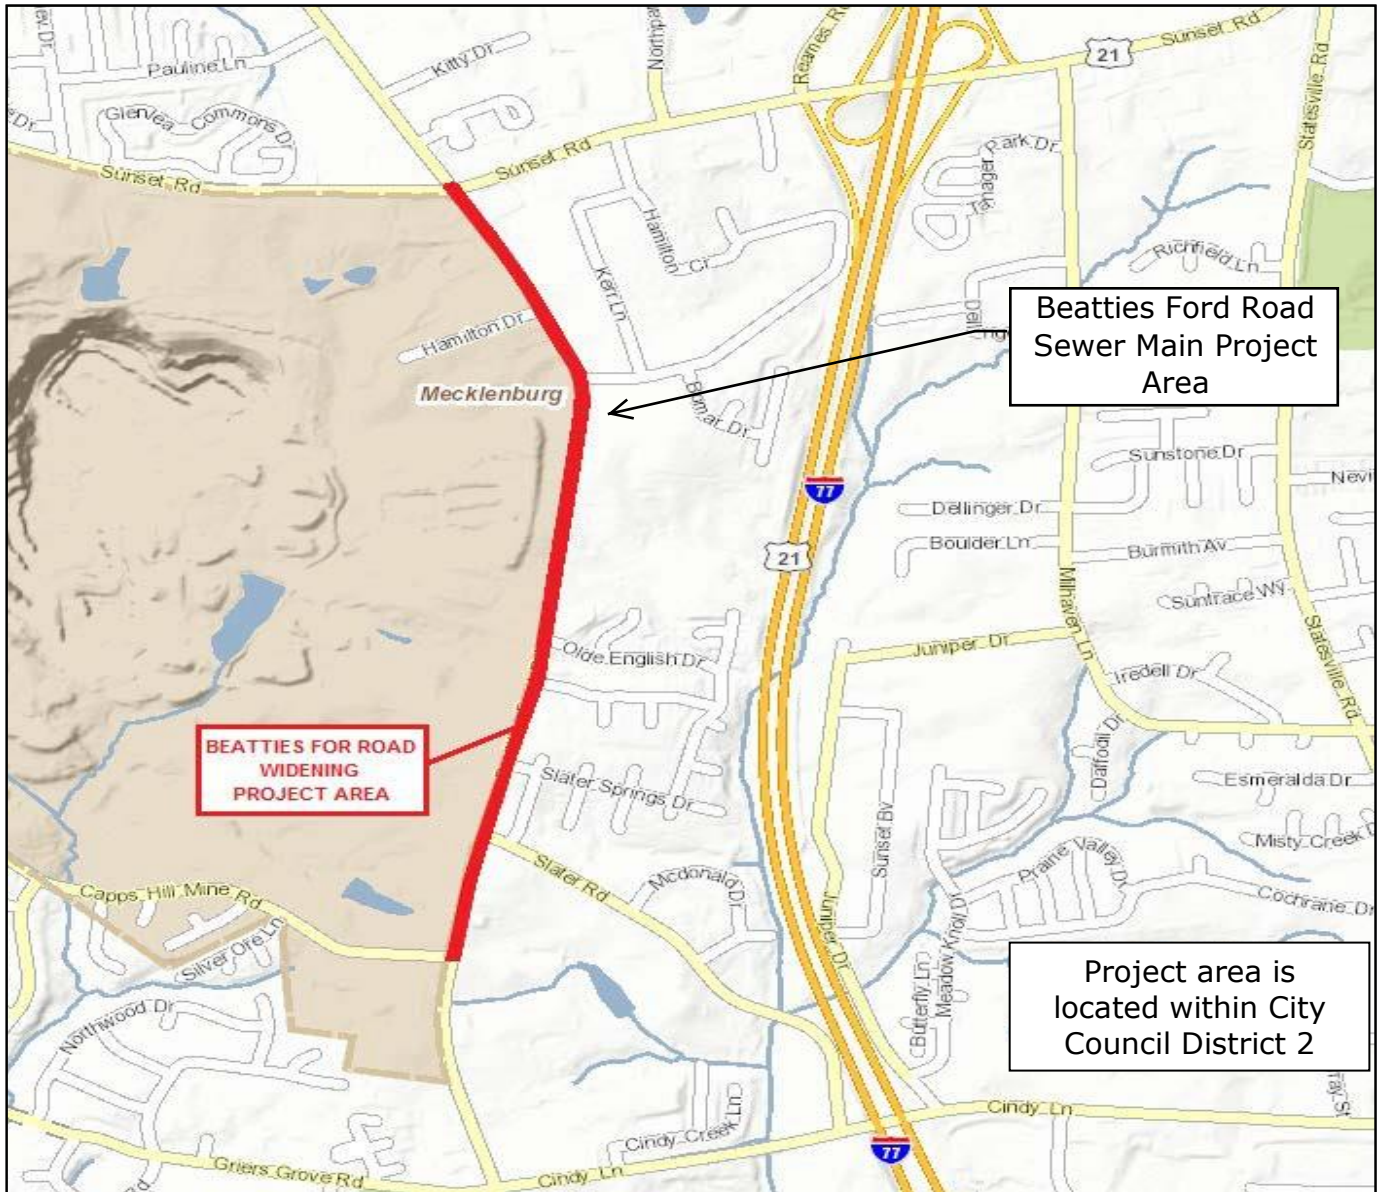 Pauline Ln
Kitty Dr
Reames Rd
21
Sunset Rd
Statesville Rd
Glenlea Commons Dr
Sunset Rd
Sunset Rd
Park Dr
Tanager
Hamilton Cr
Kerr Ln
Richfield Ln
Hamilton Dr
Mecklenburg
Bomar Dr
Beatties Ford Road
Sewer Main Project
Area
Sunstone Dr
77
Dellinger Dr
Boulder Ln
21
Burmith Av
Suntrace Wy
Milhaven Ln
Statesville Rd
Olde English Dr
Juniper Dr
Iredell Dr
BEATTIES FOR ROAD
WIDENING
PROJECT AREA
Slater Springs Dr
Daffodil Dr
Esmeralda Dr
Misty Creek D
Sunset Bv
Slater Rd
Mcdonald Dr
Prairie Valley Dr
Cochrane Dr
Capps Hill Mine Rd
Silver Ore Ln
Juniper Dr
Butterfly Ln
Meadow Knoll Dr
Northwood Dr
Project area is
located within City
Council District 2
Cindy Ln
Cindy Creek Ln
77
Griers Grove Rd
Cindy Ln